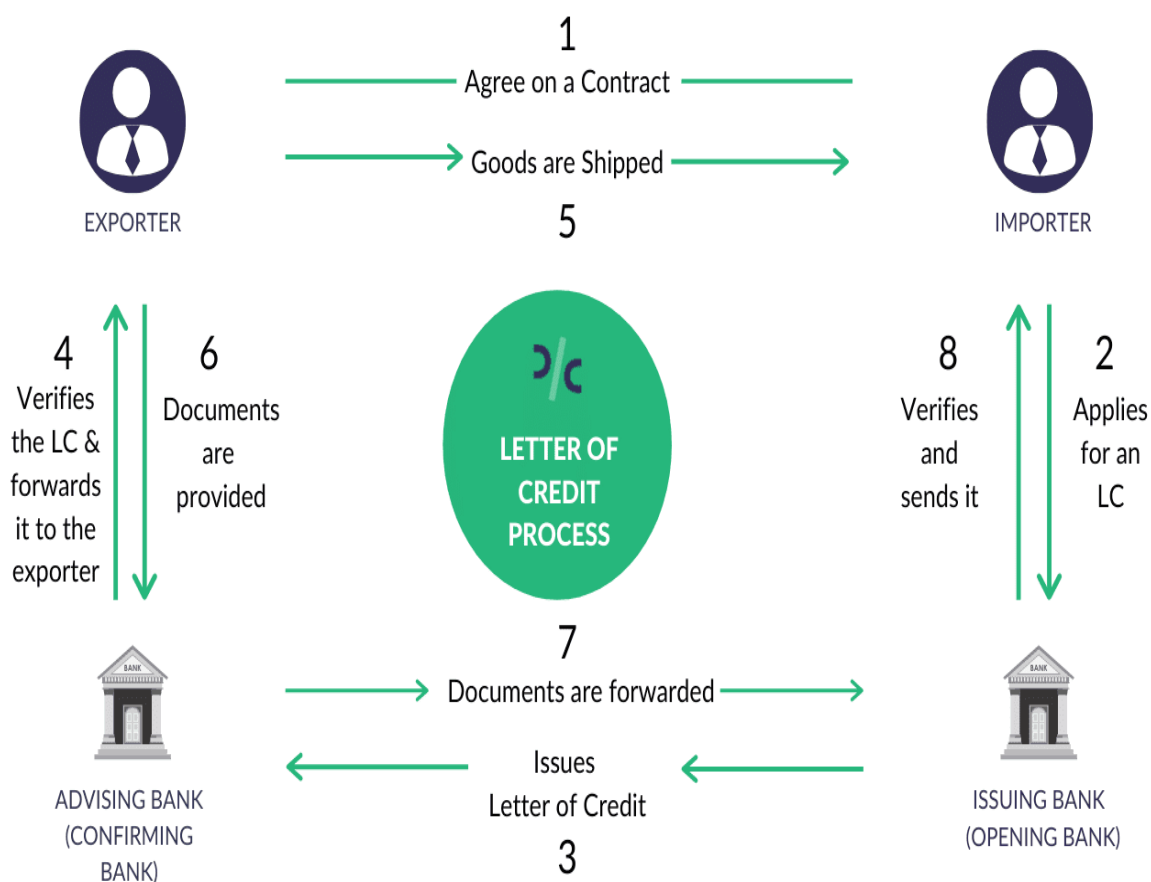 1
Agree on a Contract
Goods are Shipped
5
EXPORTER
IMPORTER
4
Verifies
the LC &
forwards
it to the
exporter
6
Documents
are
provided
LETTER OF
CREDIT
PROCESS
8
Verifies
and
sends it
2
Applies
for an
LC
7
Documents are forwarded
Issues
Letter of Credit
3
BANK
ADVISING BANK
(CONFIRMING
BANK)
BANK
ISSUING BANK
(OPENING BANK)